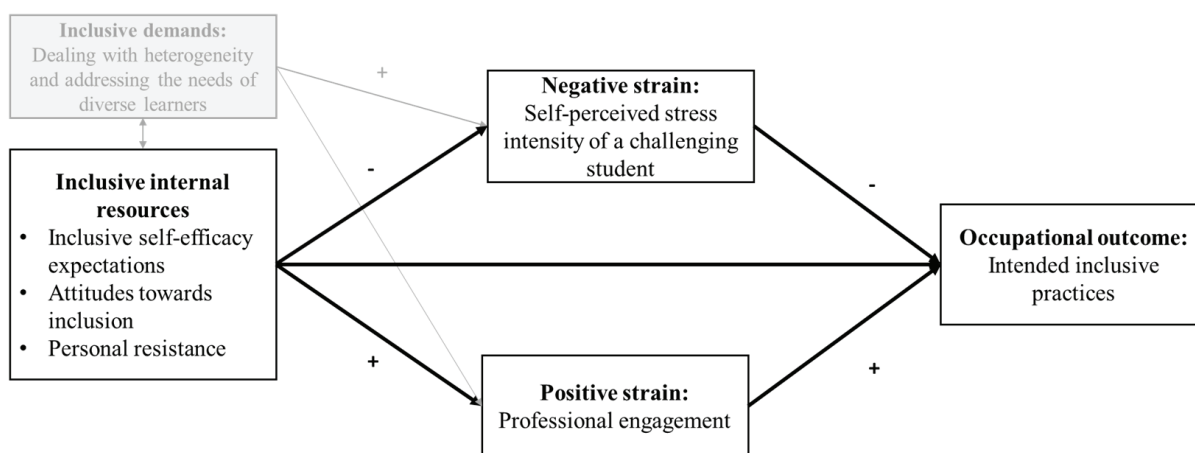 Inclusive demands:
Dealing with heterogeneity
and addressing the needs of
diverse learners
+
Negative strain:
Self-perceived stress
intensity of a challenging
student
-
-
Inclusive internal
resources
• Inclusive self-efficacy
expectations
• Attitudes towards
inclusion
• Personal resistance
Occupational outcome:
Intended inclusive
practices
+
+
Positive strain:
Professional engagement